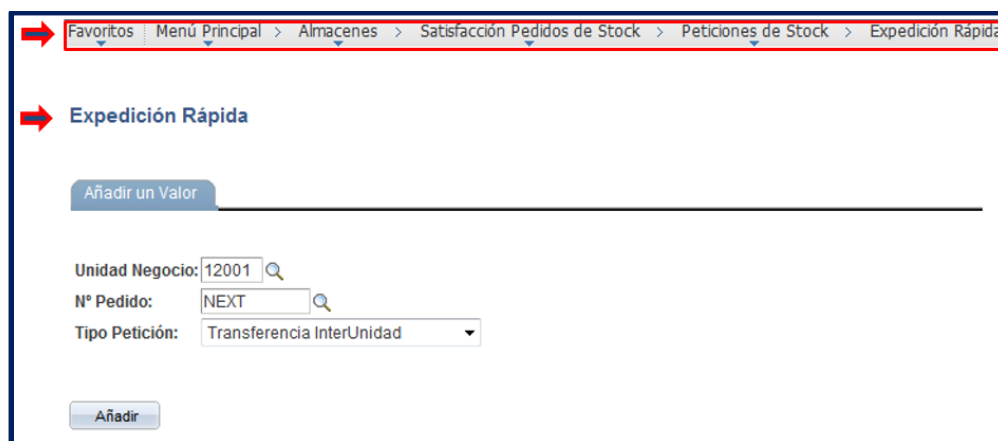 Favoritos Menú Principal > Almacenes > Satisfacción Pedidos de Stock > Peticiones de Stock > Expedición Rápida
Expedición Rápida
Añadir un Valor
Unidad Negocio: 12001
Nº Pedido: NEXT
Tipo Petición: Transferencia InterUnidad
Añadir